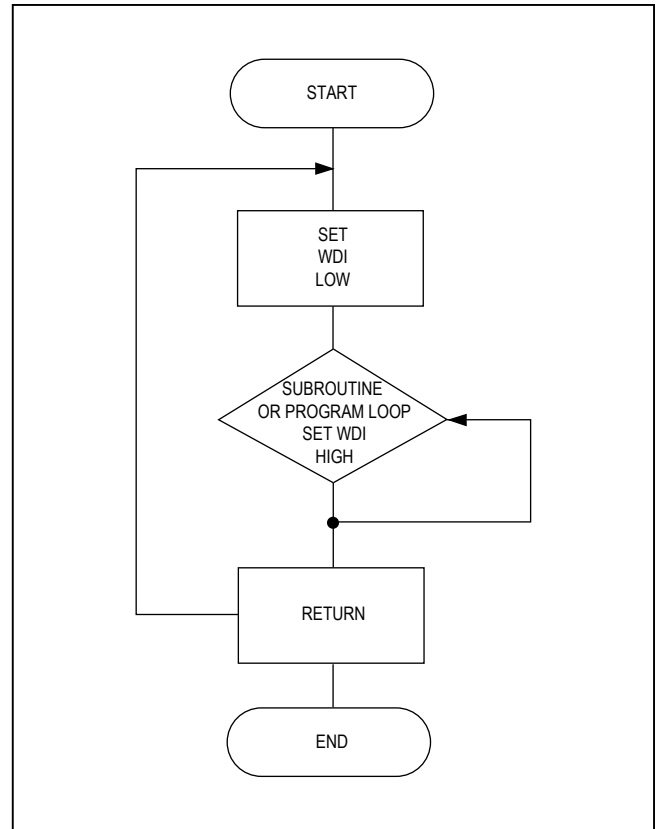 START
SET
WDI
LOW
SUBROUTINE
OR PROGRAM LOOP
SET WDI
HIGH
RETURN
END